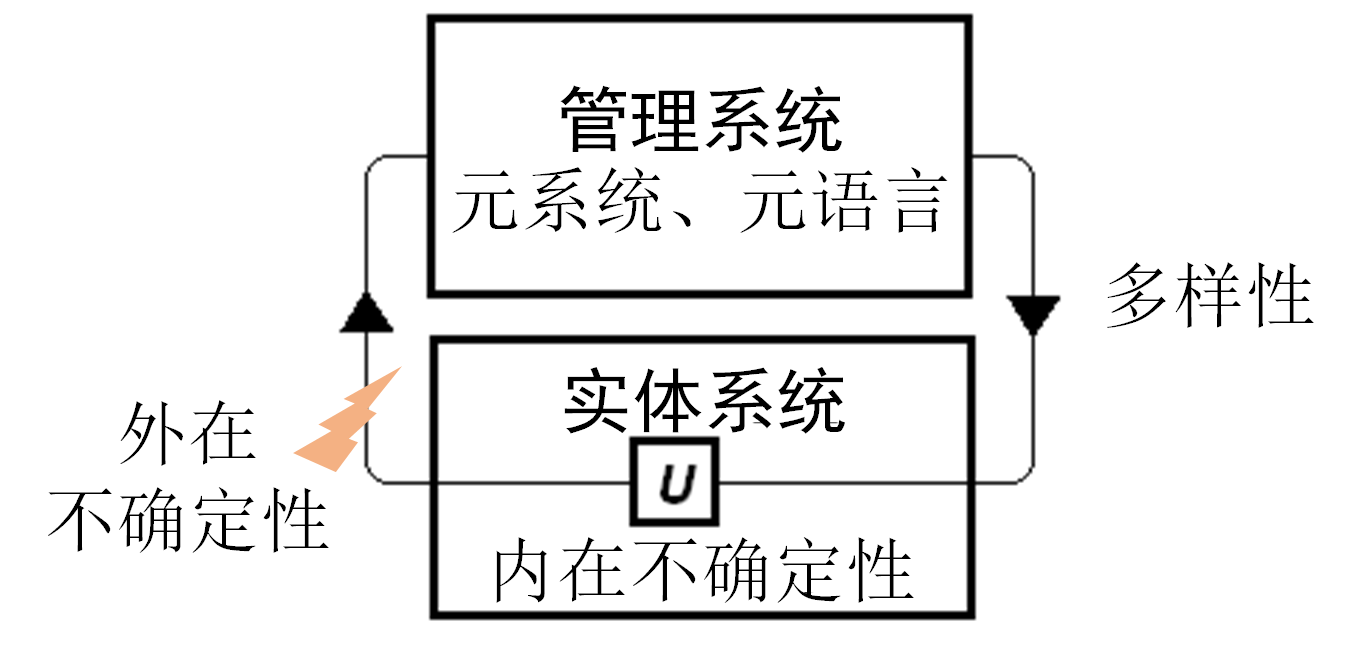 管理系统
元系统、元语言
多样性
实体系统
外在
不确定性
U
内在不确定性